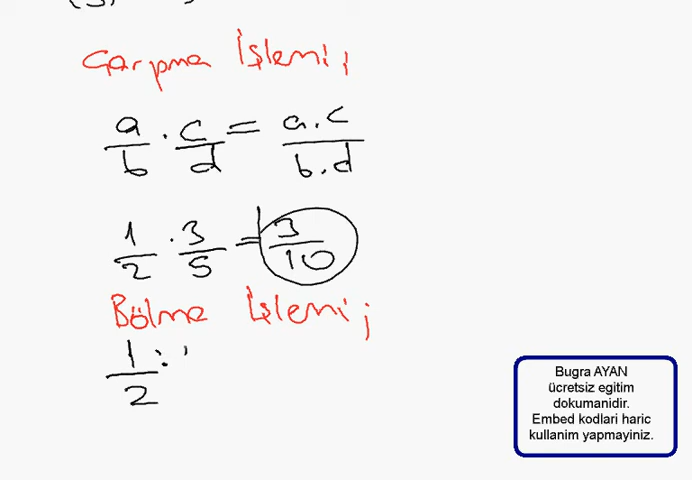 Çarpma İşlemi;
a/b . c/d = a.c/b.d
1/2 . 3/5 = 3/10
Bölme İşlemi;
1/2 :
Bugra AYAN
ücretsiz egitim
dokumanidir.
Embed kodlari haric
kullanim yapmayiniz.